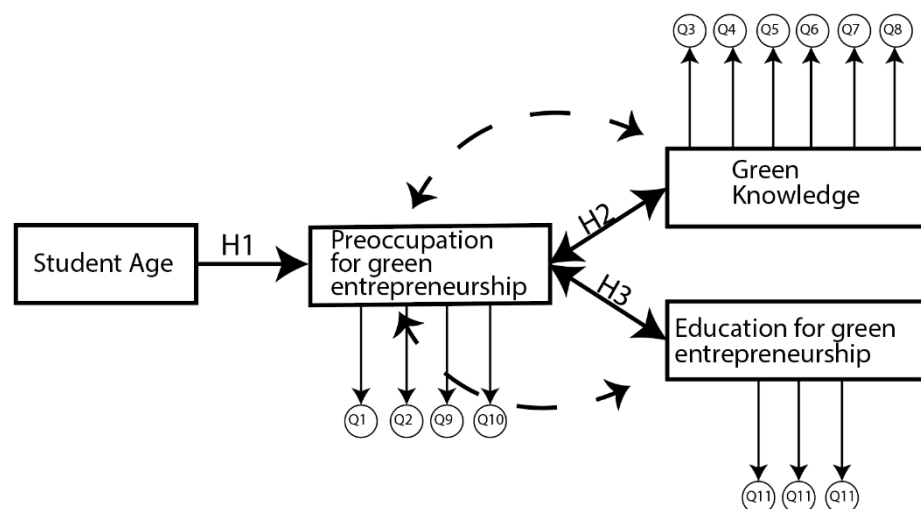 Q3 Q4 Q5 Q6 Q7 Q8
Green
Knowledge
H2
Student Age
H1
Preoccupation
for green
entrepreneurship
H3
Education for green
entrepreneurship
Q1 Q2 Q9 Q10
Q11 Q11 Q11